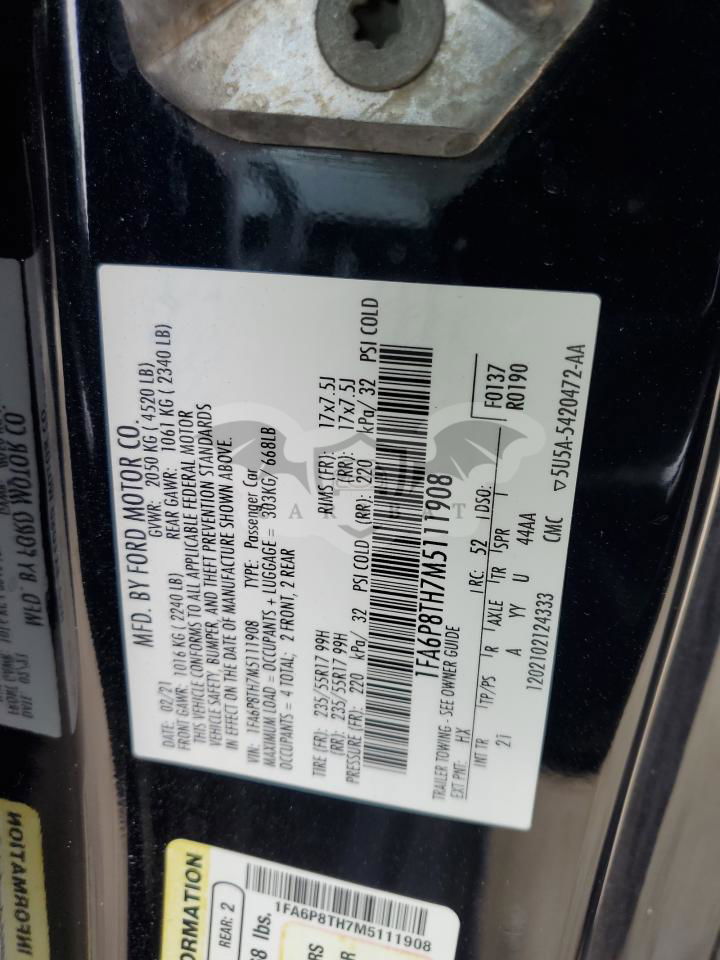 MFD. BY FORD MOTOR CO.
DATE: 02/21 GVWR: 2050 KG ( 4520 LB)
FRONT GAWR: 1016 KG ( 2240 LB) REAR GAWR: 1061 KG ( 2340 LB)
THIS VEHICLE CONFORMS TO ALL APPLICABLE FEDERAL MOTOR
VEHICLE SAFETY, BUMPER, AND THEFT PREVENTION STANDARDS
IN EFFECT ON THE DATE OF MANUFACTURE SHOWN ABOVE.
VIN: 1FA6P8TH7M5111908 TYPE: Passenger Car
MAXIMUM LOAD = OCCUPANTS + LUGGAGE = 303KG/ 668LB
OCCUPANTS = 4 TOTAL; 2 FRONT, 2 REAR
TIRE (FR): 235/55R17 99H RIMS (FR): 17x7.5J
(RR): 235/55R17 99H (RR): 17x7.5J
PRESSURE (FR): 220 kPa/ 32 PSI COLD (RR): 220 kPa/ 32 PSI COLD
1FA6P8TH7M5111908
TRAILER TOWING - SEE OWNER GUIDE
EXT PNT: HX RC: 52 DSO: F0137
R0190
INT TR TP/PS R AXLE TR SPR
21 A YY U 44AA
12021021 24333 CMC ▽5U5A-5420472-AA
REAR: 2
1FA6P8TH7M5111908